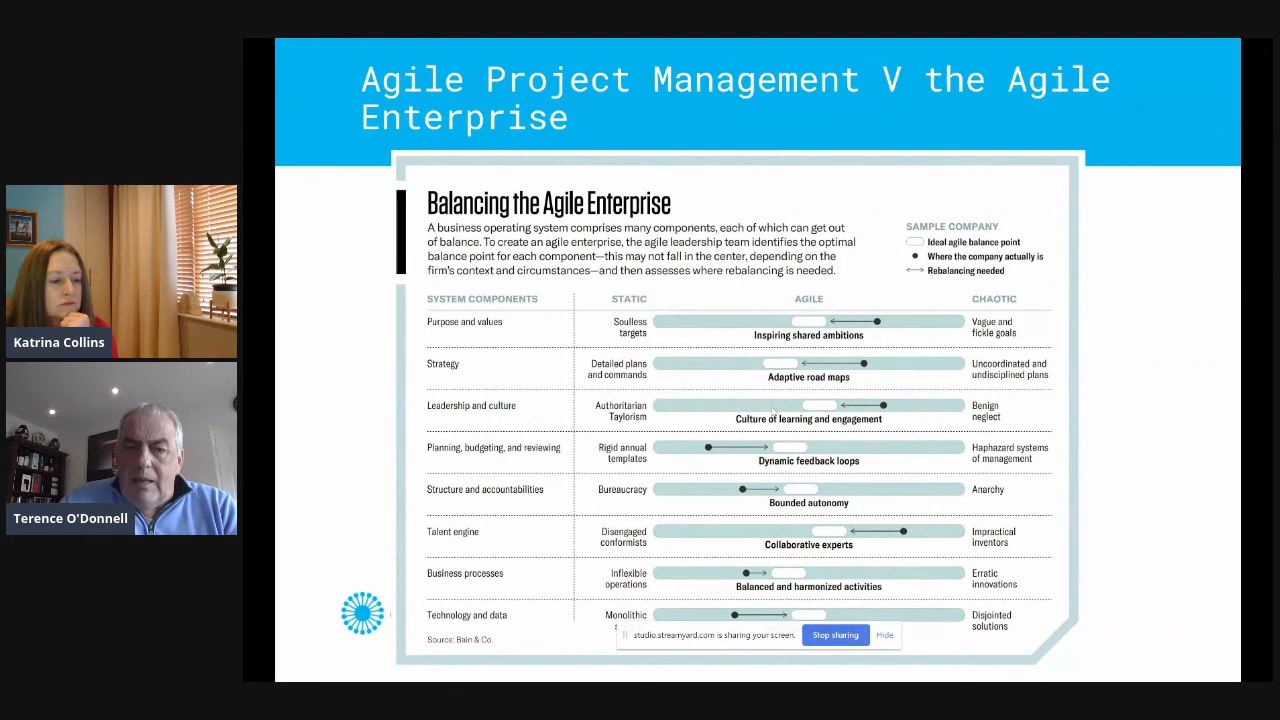 Agile Project Management V the Agile
Enterprise
Balancing the Agile Enterprise
A business operating system comprises many components, each of which can get out
of balance. To create an agile enterprise, the agile leadership team identifies the optimal
balance point for each component—this may not fall in the center, depending on the
firm's context and circumstances—and then assesses where rebalancing is needed.
SAMPLE COMPANY
Ideal agile balance point
Where the company actually is
Rebalancing needed
SYSTEM COMPONENTS STATIC AGILE CHAOTIC
Purpose and values
Soulless
targets
Inspiring shared ambitions
Vague and
fickle goals
Strategy
Detailed plans
and commands
Adaptive road maps
Uncoordinated and
undisciplined plans
Leadership and culture
Authoritarian
Taylorism
Culture of learning and engagement
Benign
neglect
Planning, budgeting, and reviewing
Rigid annual
templates
Dynamic feedback loops
Haphazard systems
of management
Structure and accountabilities
Bureaucracy
Bounded autonomy
Anarchy
Talent engine
Disengaged
conformists
Collaborative experts
Impractical
inventors
Business processes
Inflexible
operations
Balanced and harmonized activities
Erratic
innovations
Technology and data
Monolithic
Disjointed
solutions
Source: Bain & Co.
studio.streamyard.com is sharing your screen. Stop sharing Hide
Katrina Collins
Terence O'Donnell